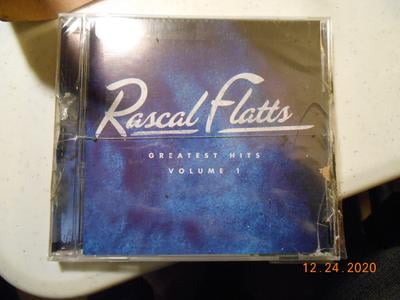 Rascal Flatts
GREATEST HITS
VOLUME 1
12.24.2020